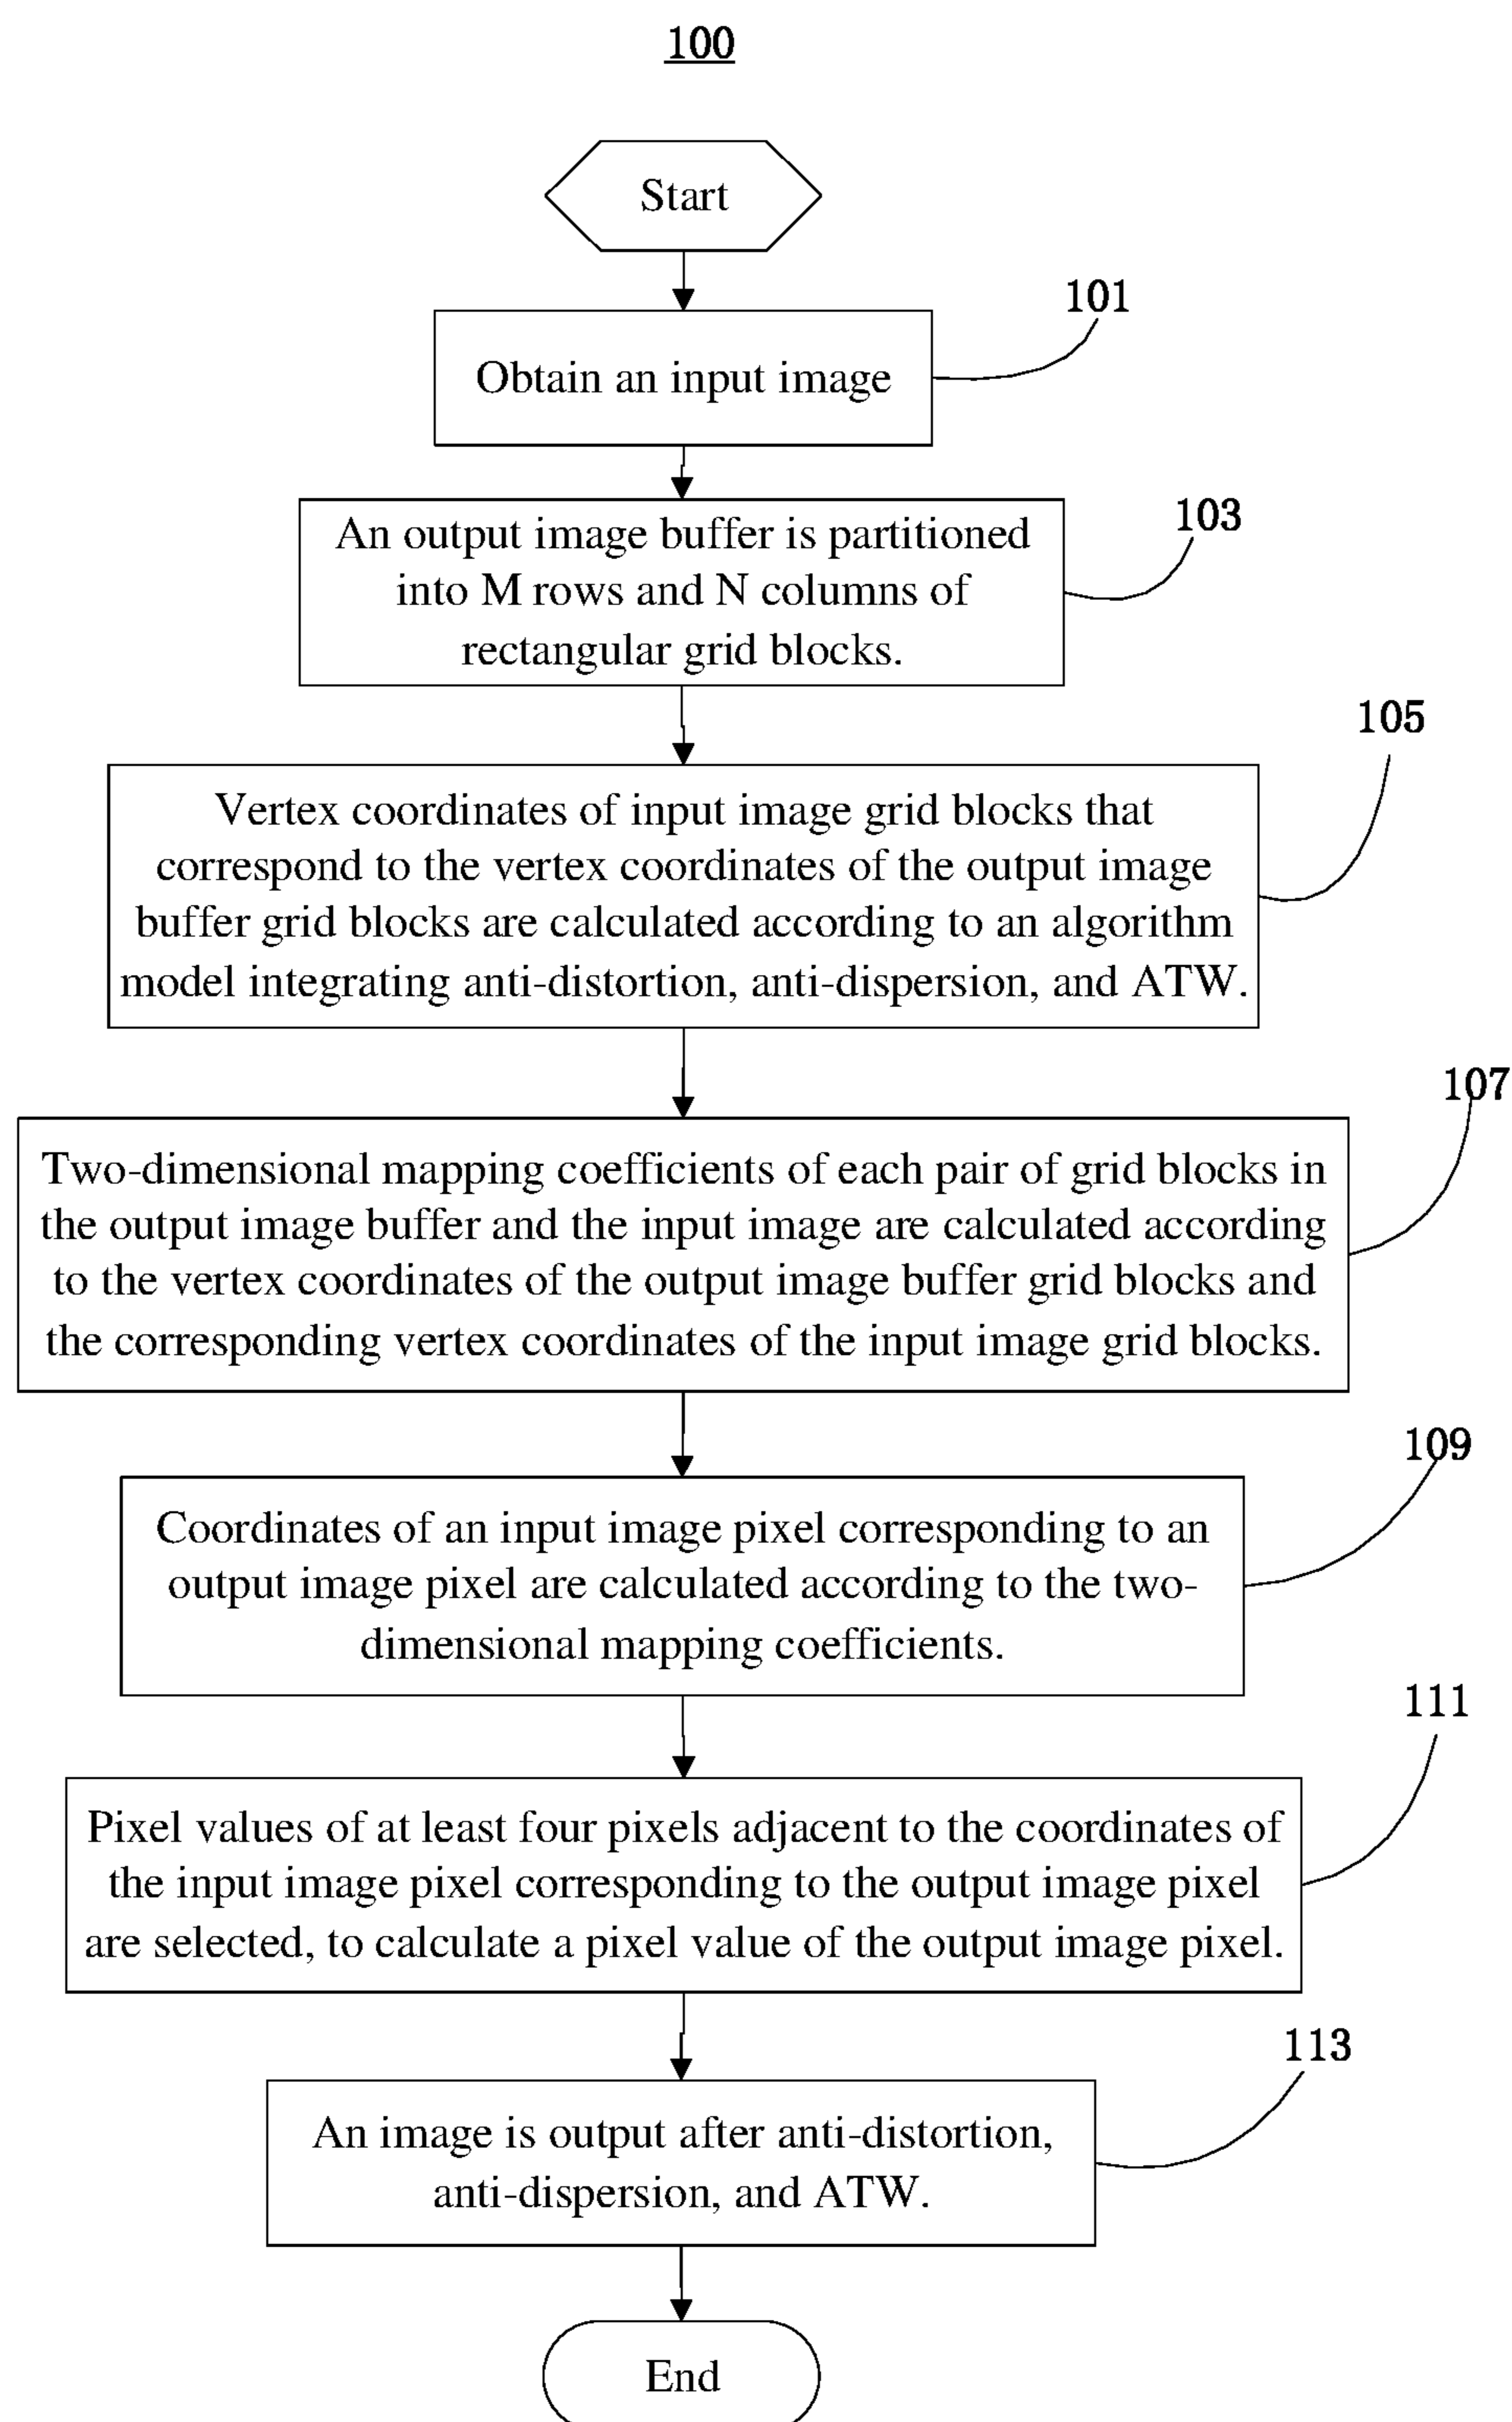 100
Start
101
Obtain an input image
103
An output image buffer is partitioned
into M rows and N columns of
rectangular grid blocks.
105
Vertex coordinates of input image grid blocks that
correspond to the vertex coordinates of the output image
buffer grid blocks are calculated according to an algorithm
model integrating anti-distortion, anti-dispersion, and ATW.
107
Two-dimensional mapping coefficients of each pair of grid blocks in
the output image buffer and the input image are calculated according
to the vertex coordinates of the output image buffer grid blocks and
the corresponding vertex coordinates of the input image grid blocks.
109
Coordinates of an input image pixel corresponding to an
output image pixel are calculated according to the two-
dimensional mapping coefficients.
111
Pixel values of at least four pixels adjacent to the coordinates of
the input image pixel corresponding to the output image pixel
are selected, to calculate a pixel value of the output image pixel.
113
An image is output after anti-distortion,
anti-dispersion, and ATW.
End